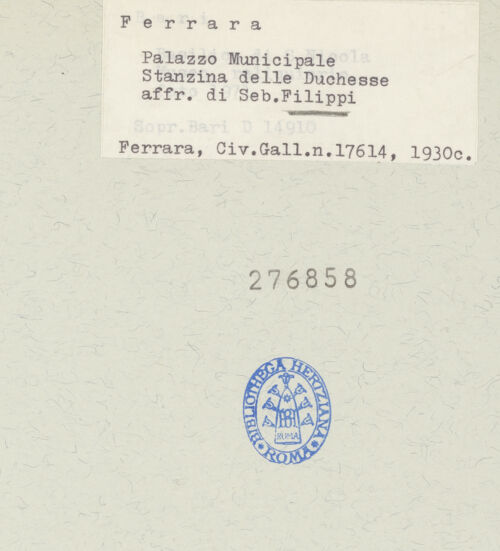 F e r r a r a
Palazzo Municipale
Stanzina delle Duchesse
affr. di Seb.Filippi
Sopr.Bari D 14910
Ferrara, Civ.Gall.n.17614, 1930c.
276858
BIBLIOTHECA HERTZIANA
ROMA
ROMA